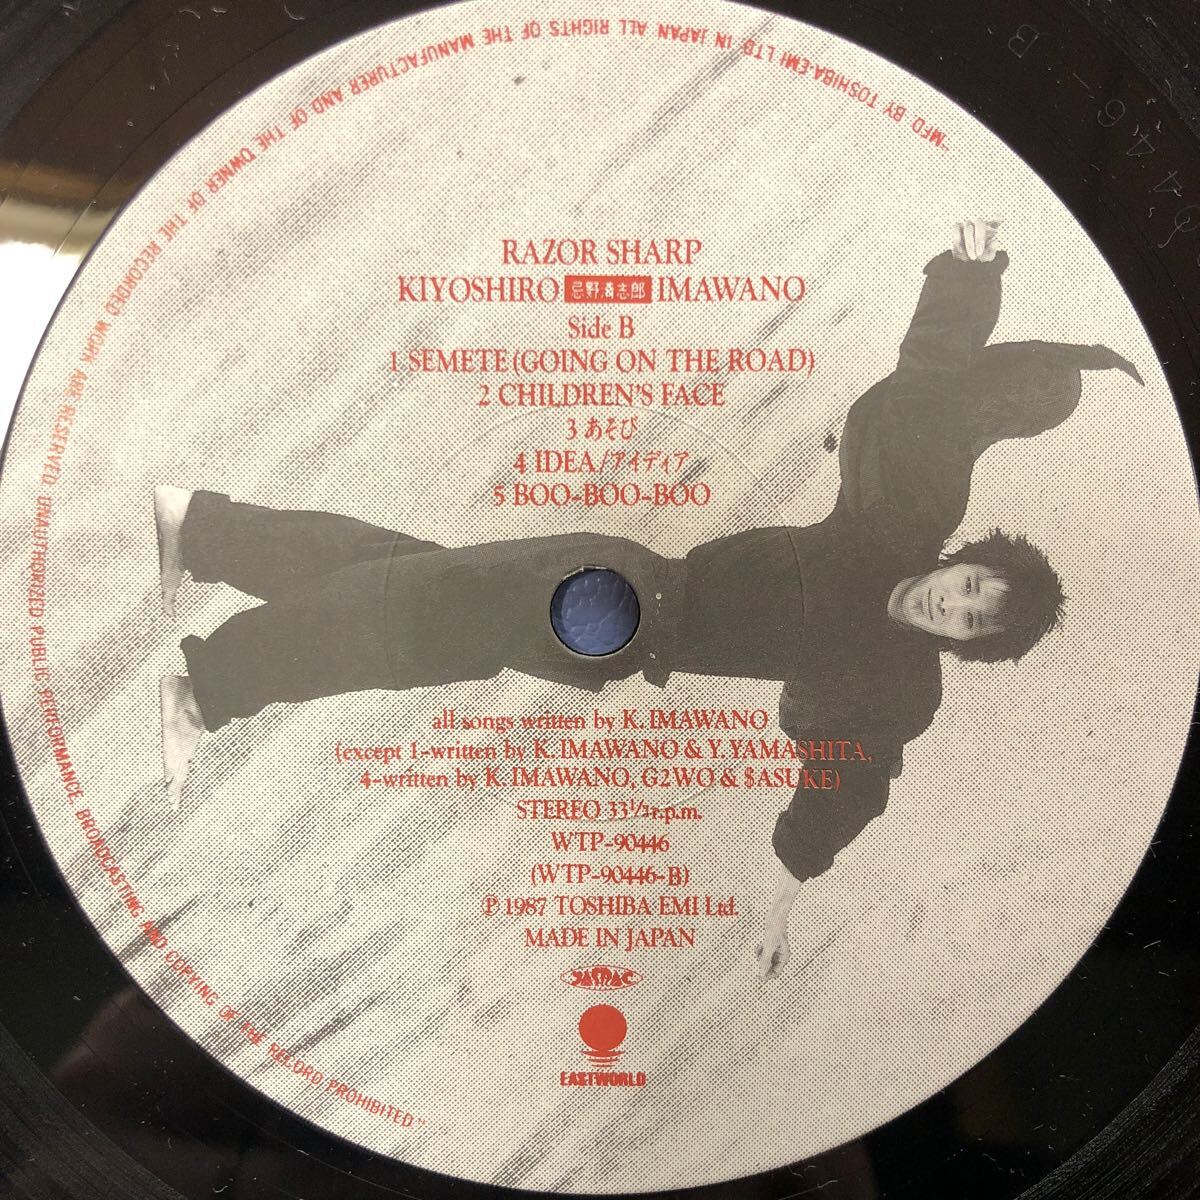 "MFD BY TOSHIBA-EMI LTD. IN JAPAN ALL RIGHTS OF THE MANUFACTURER AND OF THE OWNER OF THE RECORDED WORK ARE RESERVED. UNAUTHORIZED PUBLIC PERFORMANCE, BROADCASTING AND COPYING OF THE RECORD PROHIBITED"
RAZOR SHARP
KIYOSHIRO 忌野清志郎 IMAWANO
Side B
1 SEMETE (GOING ON THE ROAD)
2 CHILDREN'S FACE
3 あそび
4 IDEA/アイディア
5 BOO-BOO-BOO
all songs written by K. IMAWANO
(except 1-written by K. IMAWANO & Y. YAMASHITA,
4-written by K. IMAWANO, G2WO & $ASUKE)
STEREO 33 1/3 r.p.m.
WTP-90446
(WTP-90446-B)
℗ 1987 TOSHIBA EMI Ltd.
MADE IN JAPAN
JASRAC
EASTWORLD